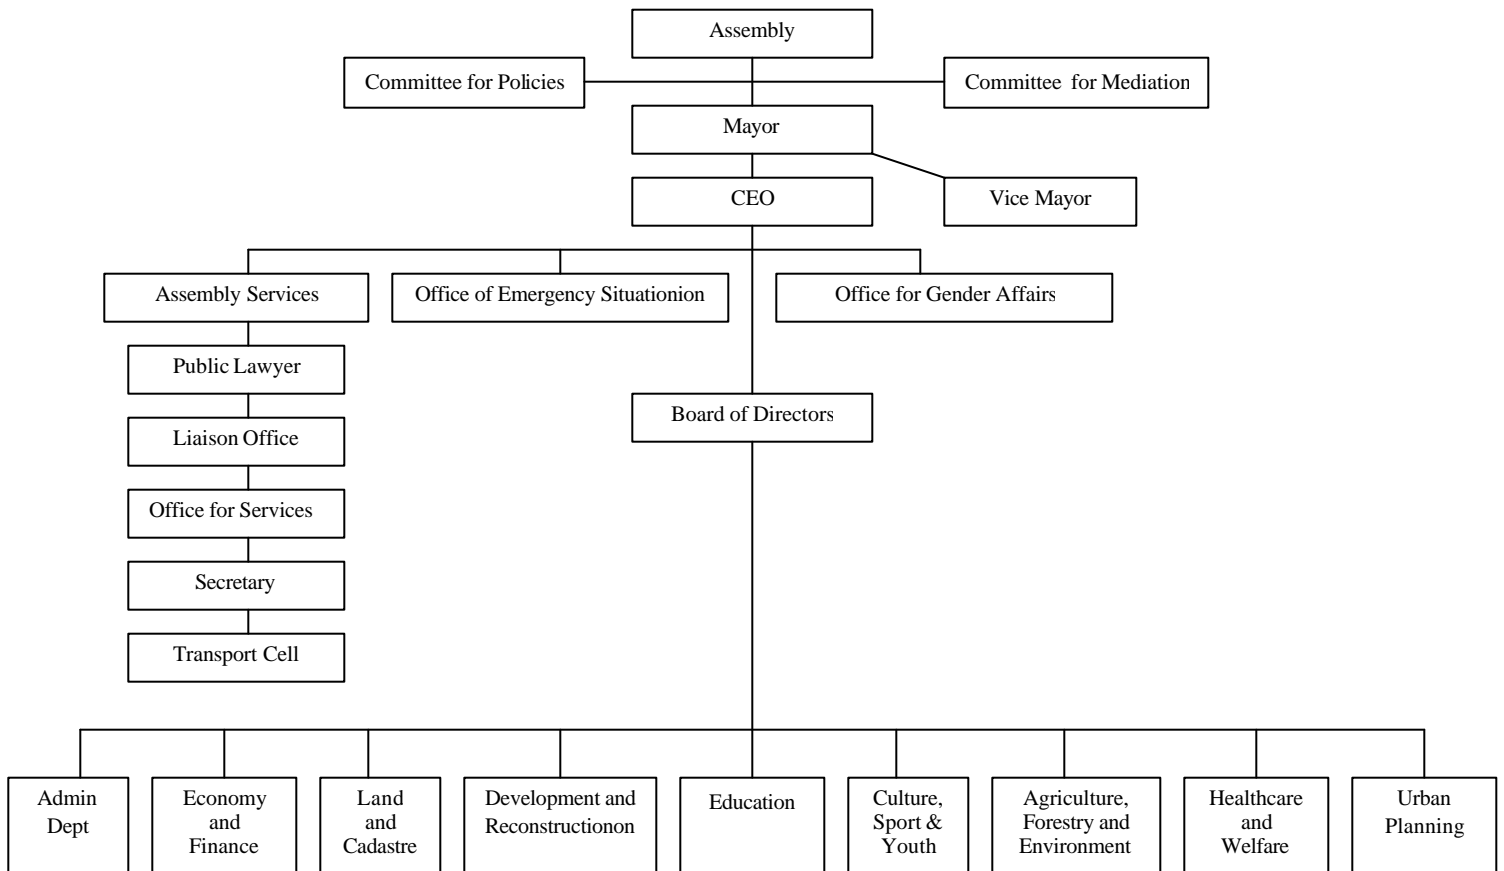 Assembly
Committee for Policies
Committee for Mediation
Mayor
CEO
Vice Mayor
Assembly Services
Office of Emergency Situationion
Office for Gender Affairs
Public Lawyer
Board of Directors
Liaison Office
Office for Services
Secretary
Transport Cell
Admin
Dept
Economy
and
Finance
Land
and
Cadastre
Development and
Reconstructionon
Education
Culture,
Sport &
Youth
Agriculture,
Forestry and
Environment
Healthcare
and
Welfare
Urban
Planning